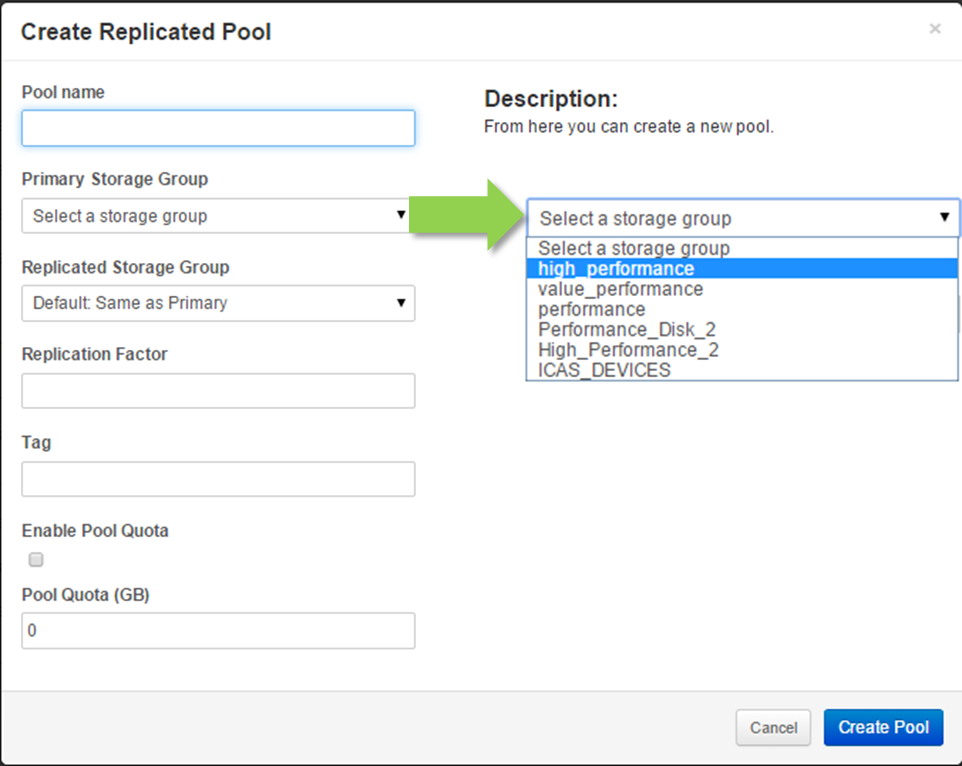 Create Replicated Pool
×
Pool name
Description:
From here you can create a new pool.
Primary Storage Group
Select a storage group
Select a storage group
Select a storage group
high_performance
value_performance
performance
Performance_Disk_2
High_Performance_2
ICAS_DEVICES
Replicated Storage Group
Default: Same as Primary
Replication Factor
Tag
Enable Pool Quota
Pool Quota (GB)
0
Cancel
Create Pool